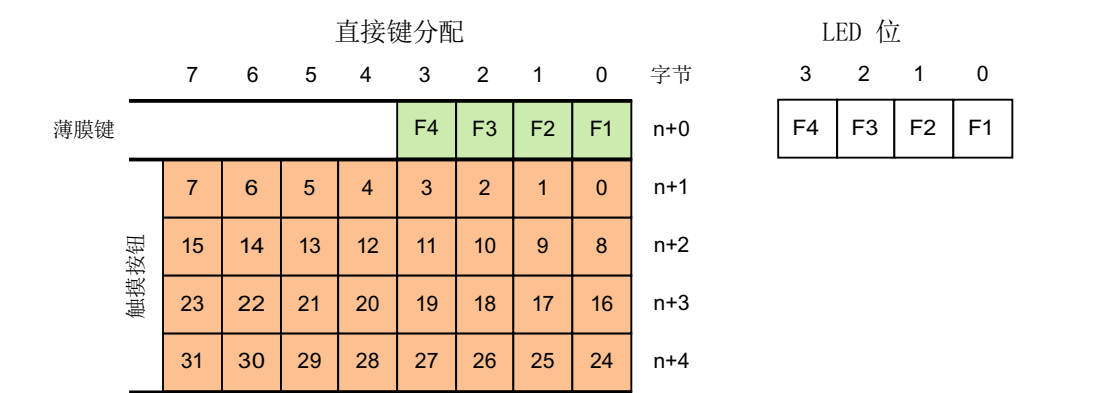 直接键分配 LED 位
7 6 5 4 3 2 1 0 字节 3 2 1 0
薄膜键 F4 F3 F2 F1 n+0 F4 F3 F2 F1
触摸按钮
7 6 5 4 3 2 1 0 n+1
15 14 13 12 11 10 9 8 n+2
23 22 21 20 19 18 17 16 n+3
31 30 29 28 27 26 25 24 n+4